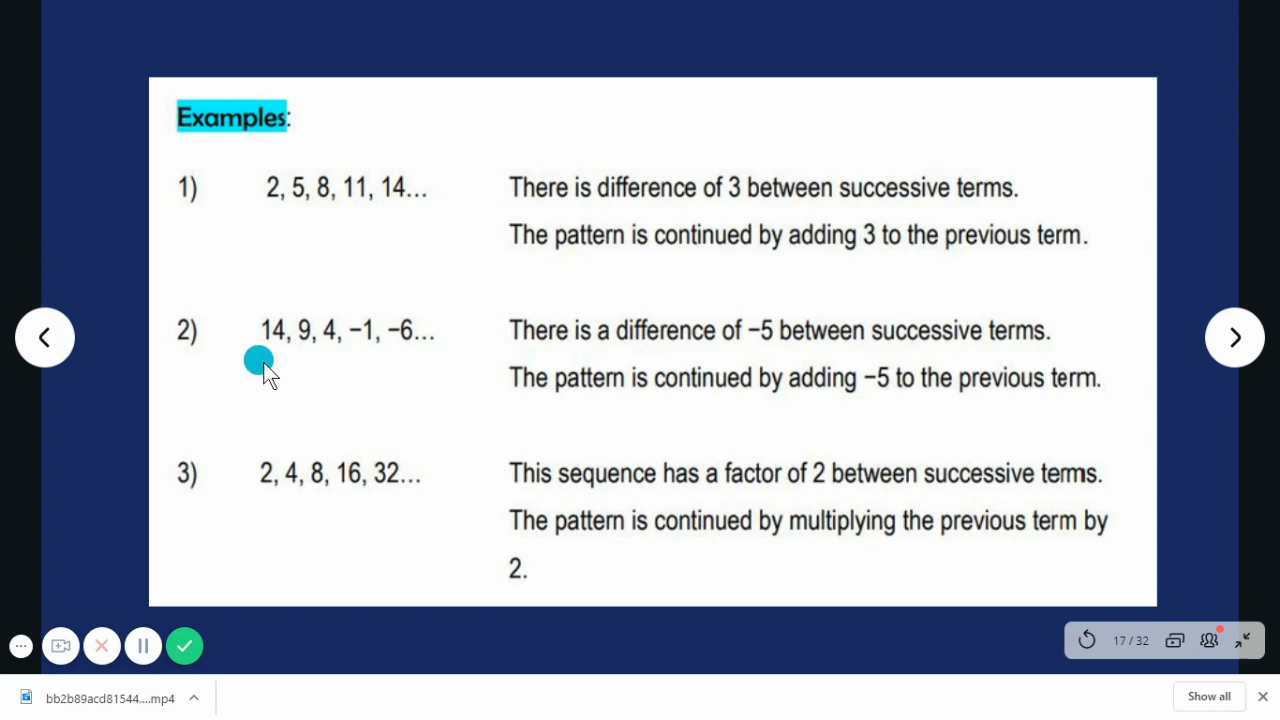 Examples:
1) 2, 5, 8, 11, 14… There is difference of 3 between successive terms.
The pattern is continued by adding 3 to the previous term.
2) 14, 9, 4, −1, −6… There is a difference of −5 between successive terms.
The pattern is continued by adding −5 to the previous term.
3) 2, 4, 8, 16, 32… This sequence has a factor of 2 between successive terms.
The pattern is continued by multiplying the previous term by
2.
17 / 32
bb2b89acd81544....mp4
Show all